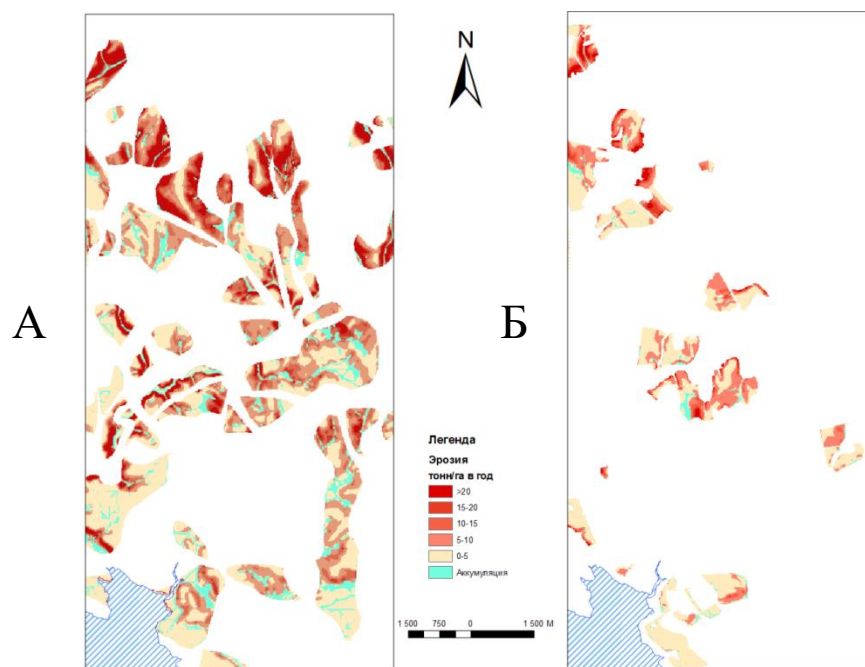 N
А
Б
Легенда
Эрозия
тонн/га в год
>20
15-20
10-15
5-10
0-5
Аккумуляция
1 500 750 0 1 500 М